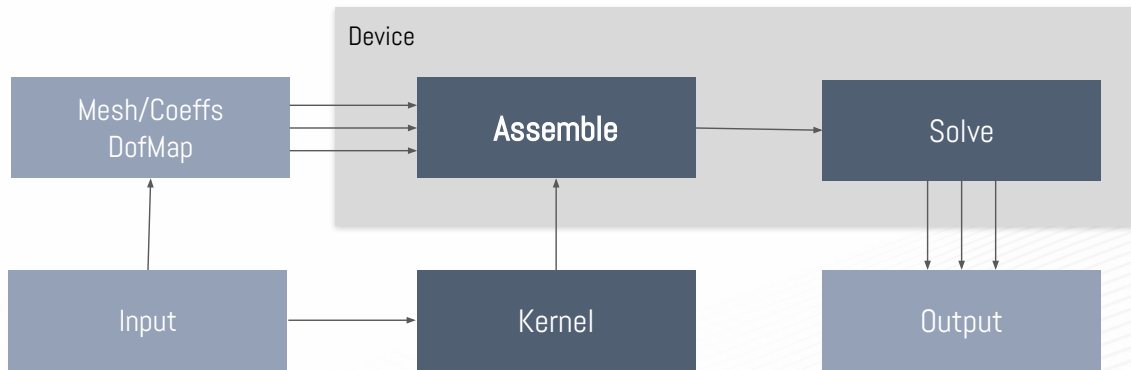 Device
Mesh/Coeffs
DofMap
Assemble
Solve
Input
Kernel
Output